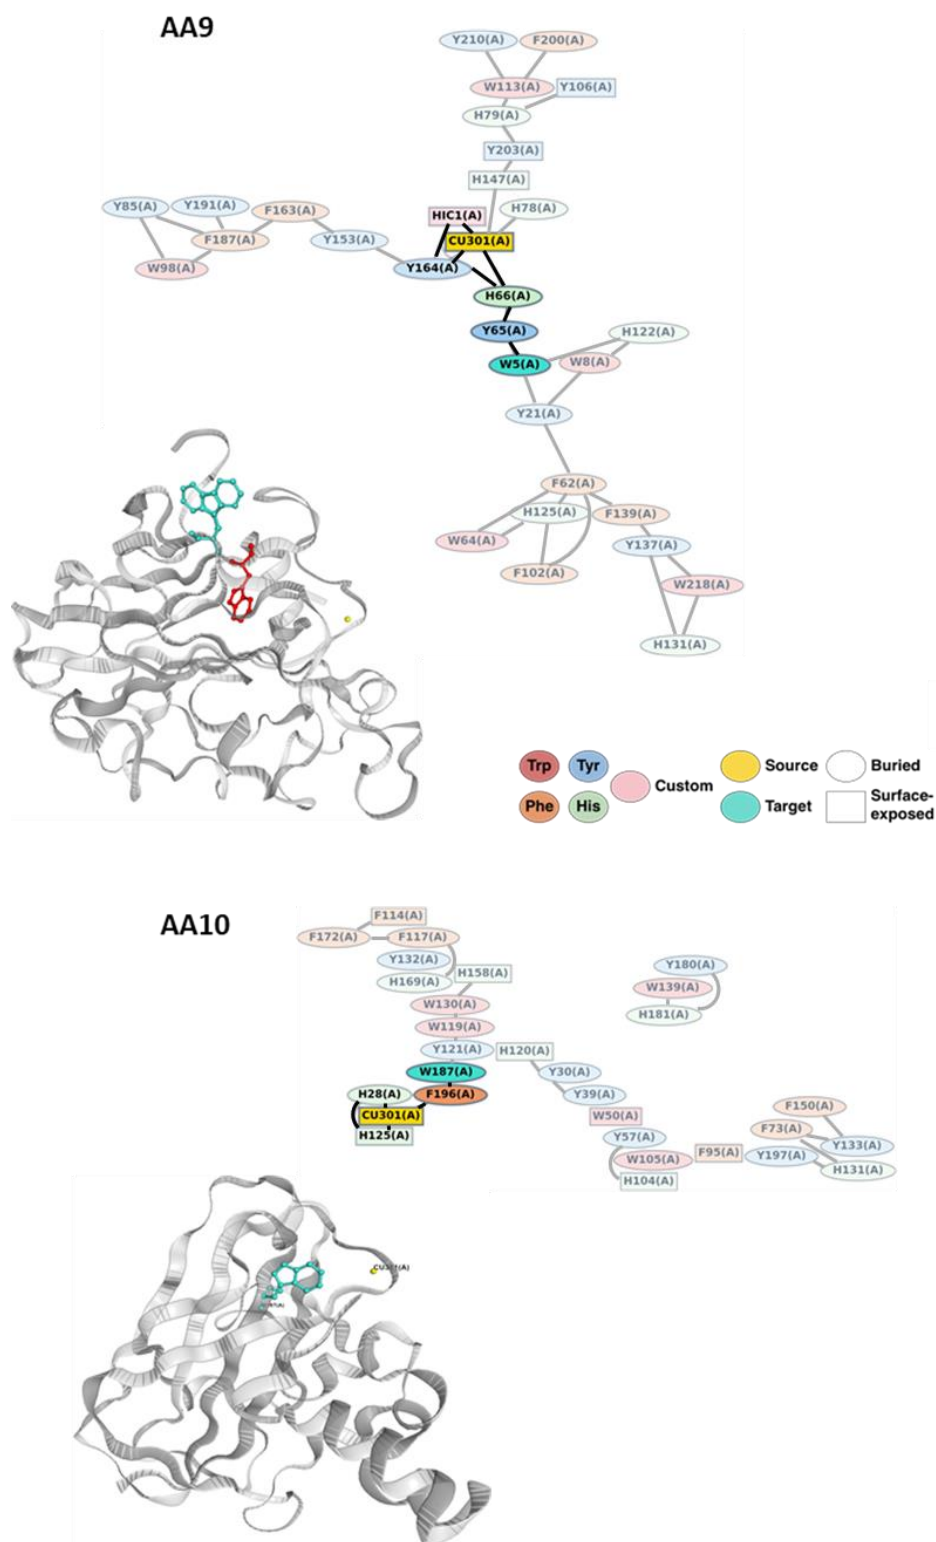 AA9
Y210(A) F200(A)
W113(A) Y106(A)
H79(A)
Y203(A)
H147(A)
Y85(A) Y191(A) F163(A) HIC1(A) H78(A)
F187(A) Y153(A) CU301(A)
W98(A) Y164(A)
H66(A)
Y65(A) H122(A)
W5(A) W8(A)
Y21(A)
F62(A)
H125(A) F139(A)
W64(A) Y137(A)
F102(A) W218(A)
H131(A)
Trp Tyr Custom Source Buried
Phe His Target Surface-
exposed
AA10
F114(A)
F172(A) F117(A)
Y132(A) Y180(A)
H169(A) H158(A) W139(A)
W130(A) H181(A)
W119(A)
Y121(A) H120(A)
W187(A) Y30(A)
H28(A) F196(A) Y39(A)
CU301(A) W50(A) F150(A)
H125(A) Y57(A) F73(A)
W105(A) F95(A) Y197(A) Y133(A)
H104(A) H131(A)